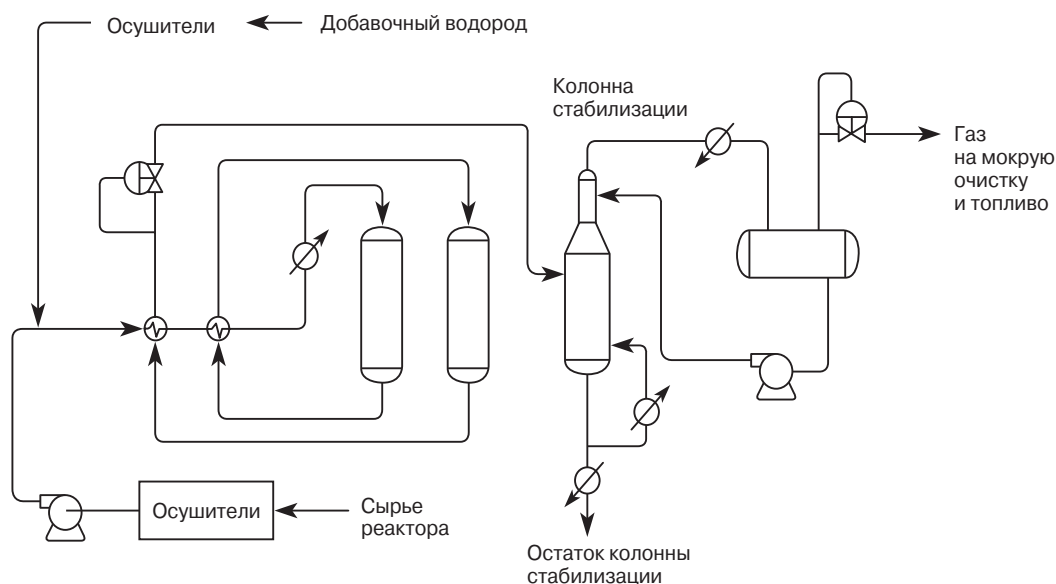 Осушители
Добавочный водород
Колонна
стабилизации
Газ
на мокрую
очистку
и топливо
Осушители
Сырье
реактора
Остаток колонны
стабилизации